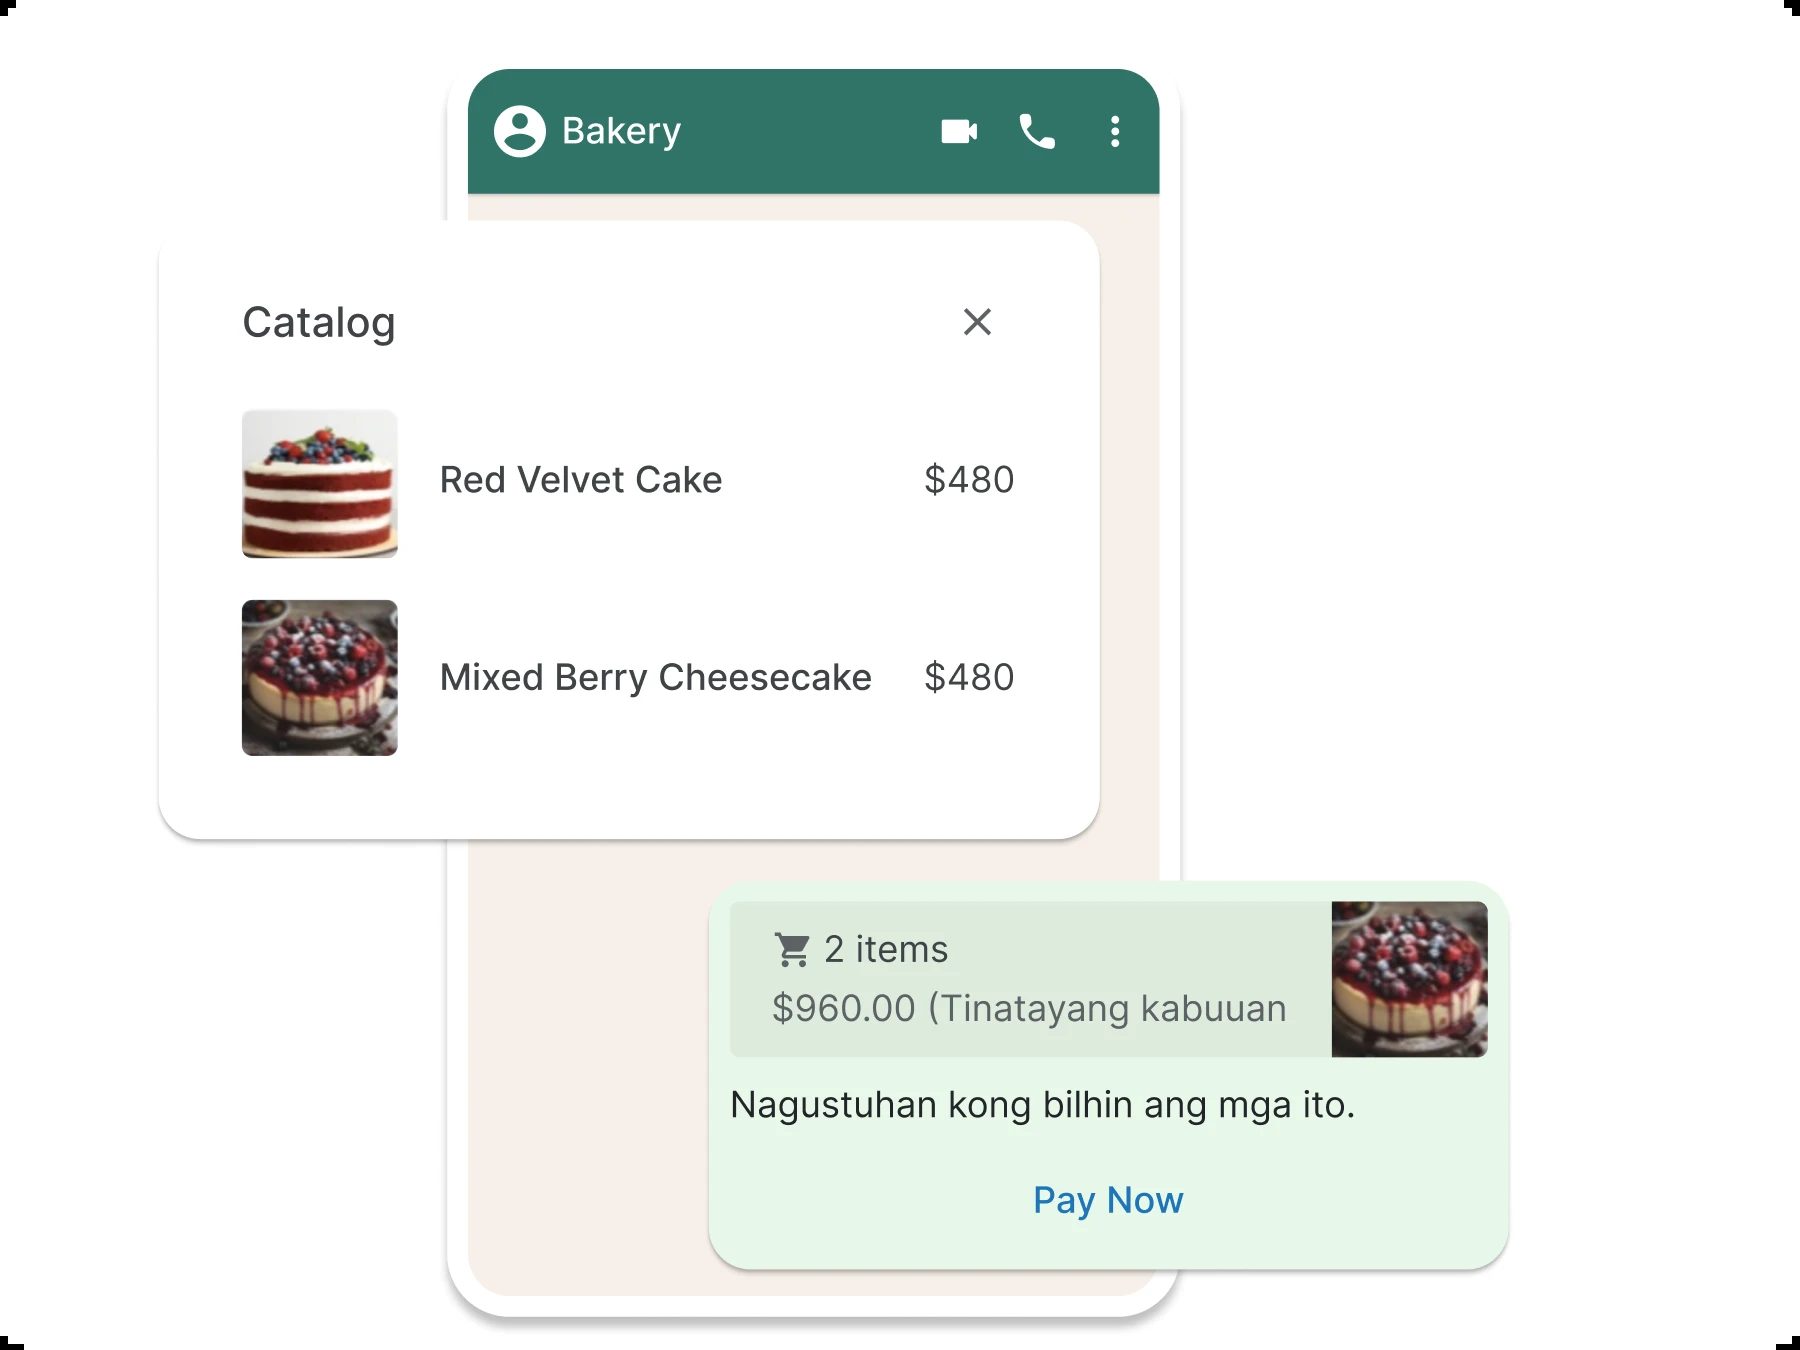 Bakery
Catalog
Red Velvet Cake $480
Mixed Berry Cheesecake $480
2 items
$960.00 (Tinatayang kabuuan
Nagustuhan kong bilhin ang mga ito.
Pay Now